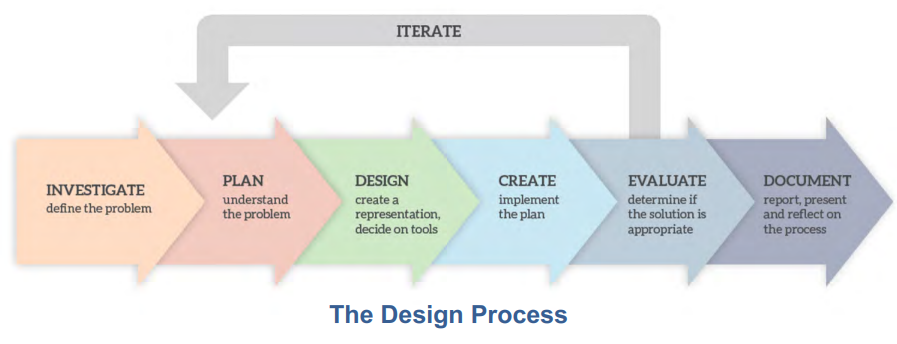 ITERATE
INVESTIGATE
define the problem
PLAN
understand
the problem
DESIGN
create a
representation,
decide on tools
CREATE
implement
the plan
EVALUATE
determine if
the solution is
appropriate
DOCUMENT
report, present
and reflect on
the process
The Design Process